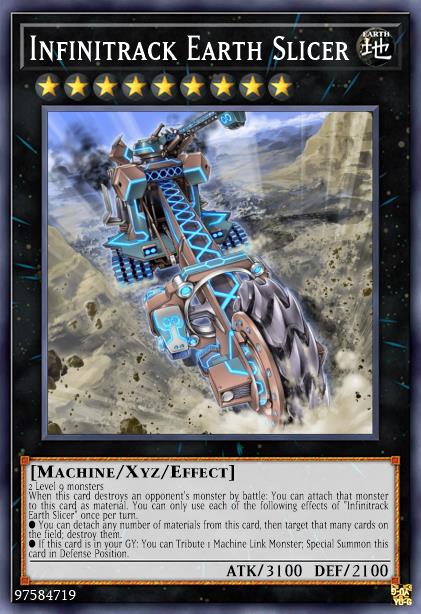 Infinitrack Earth Slicer
EARTH
地
[Machine/Xyz/Effect]
2 Level 9 monsters
When this card destroys an opponent's monster by battle: You can attach that monster
to this card as material. You can only use each of the following effects of "Infinitrack
Earth Slicer" once per turn.
● You can detach any number of materials from this card, then target that many cards on
the field; destroy them.
● If this card is in your GY: You can Tribute 1 Machine Link Monster; Special Summon this
card in Defense Position.
ATK/3100 DEF/2100
97584719